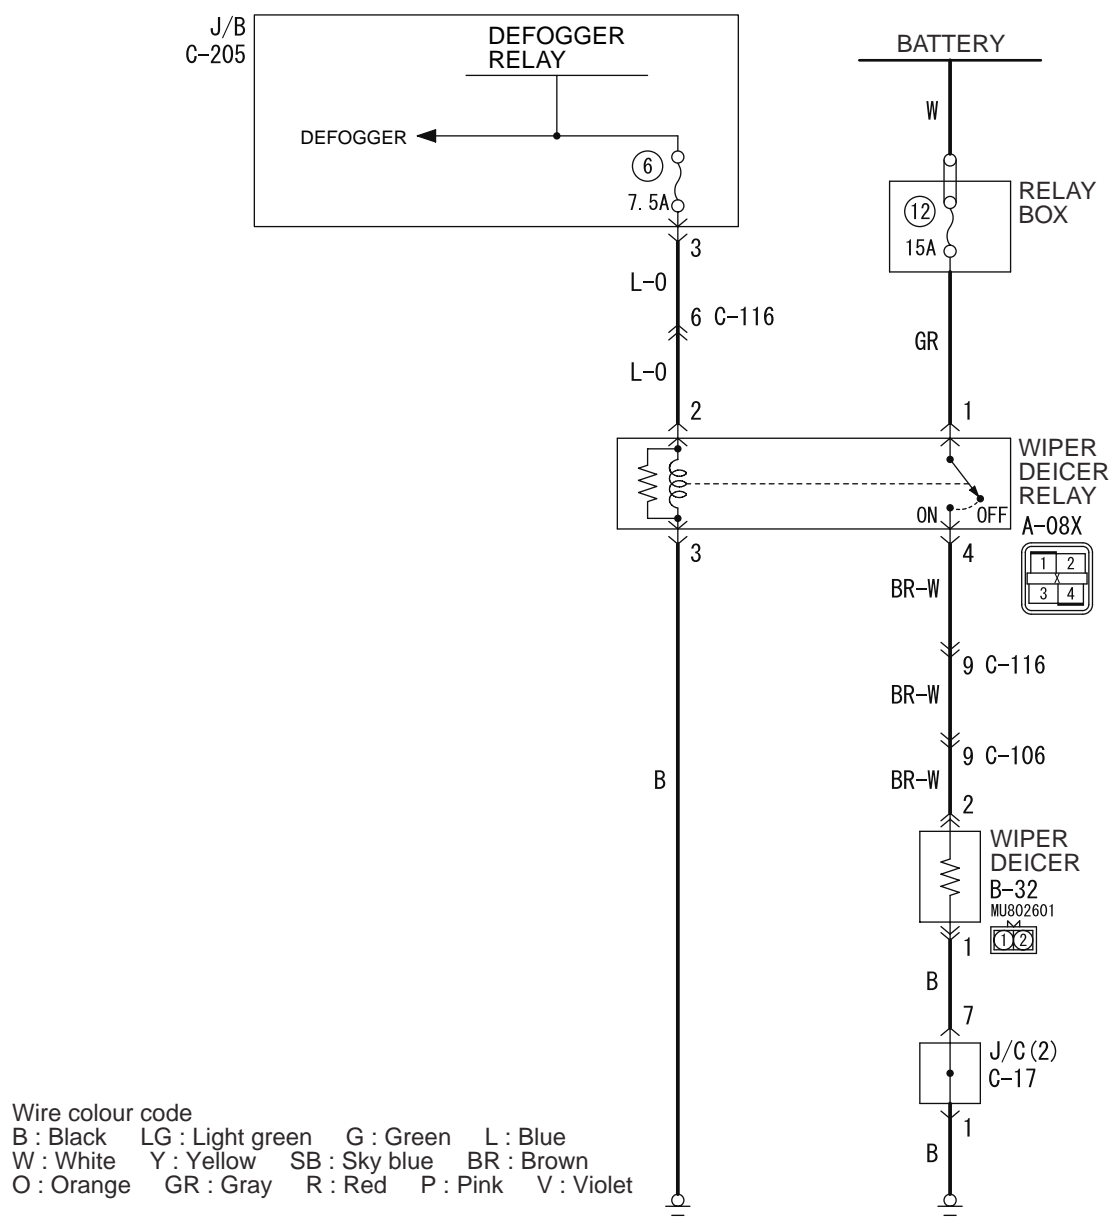 J/B
C-205
DEFOGGER
RELAY
DEFOGGER
6
7.5A
BATTERY
W
RELAY
BOX
12
15A
3
L-O
6 C-116
GR
L-O
2
1
WIPER
DEICER
RELAY
ON
OFF
A-08X
1 2
X
3 4
3
4
BR-W
9 C-116
BR-W
9 C-106
B
BR-W
2
WIPER
DEICER
B-32
MU802601
1 2
1
B
7
J/C(2)
C-17
1
B
Wire colour code
B : Black LG : Light green G : Green L : Blue
W : White Y : Yellow SB : Sky blue BR : Brown
O : Orange GR : Gray R : Red P : Pink V : Violet